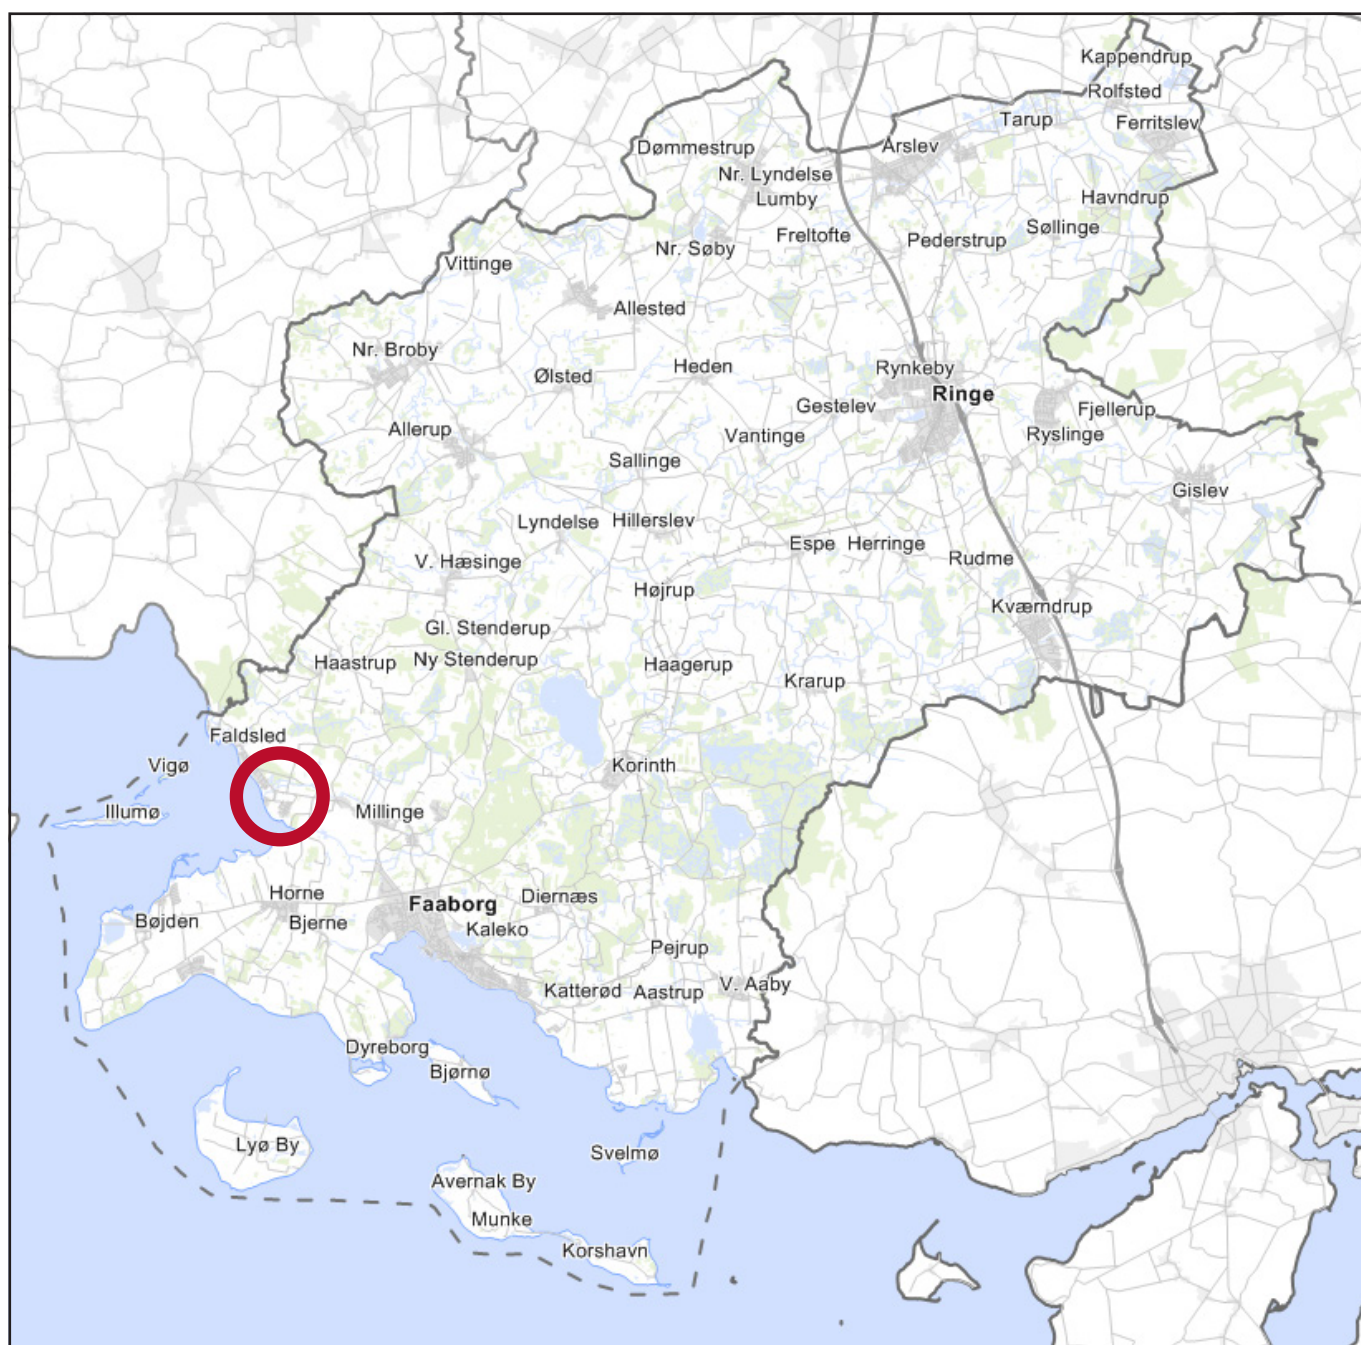 Kappendrup
Rolfsted
Tarup
Ferritslev
Dømmestrup
Årslev
Nr. Lyndelse
Lumby
Havndrup
Søllinge
Freltofte
Pederstrup
Nr. Søby
Vittinge
Allested
Nr. Broby
Heden
Rynkeby
Ølsted
Ringe
Gestelev
Fjellerup
Allerup
Vantinge
Ryslinge
Sallinge
Gislev
Lyndelse
Hillerslev
Espe
Herringe
Rudme
V. Hæsinge
Højrup
Kværndrup
Gl. Stenderup
Haastrup
Ny Stenderup
Haagerup
Krarup
Faldsled
Vigø
Korinth
Illumø
Millinge
Horne
Diernæs
Faaborg
Bøjden
Bjerne
Kaleko
Pejrup
V. Aaby
Katterød
Aastrup
Dyreborg
Bjørnø
Lyø By
Svelmø
Avernak By
Munke
Korshavn